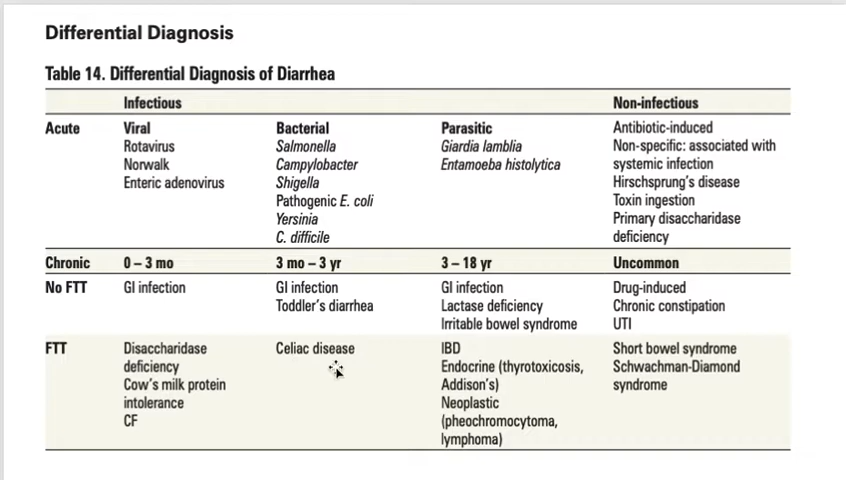 Differential Diagnosis
Table 14. Differential Diagnosis of Diarrhea
Infectious Non-infectious
Acute Viral Bacterial Parasitic Antibiotic-induced
Rotavirus Salmonella Giardia lamblia Non-specific: associated with
Norwalk Campylobacter Entamoeba histolytica systemic infection
Enteric adenovirus Shigella Hirschsprung's disease
Pathogenic E. coli Toxin ingestion
Yersinia Primary disaccharidase
C. difficile deficiency
Chronic 0 – 3 mo 3 mo – 3 yr 3 – 18 yr Uncommon
No FTT GI infection GI infection GI infection Drug-induced
Toddler's diarrhea Lactase deficiency Chronic constipation
Irritable bowel syndrome UTI
FTT Disaccharidase Celiac disease IBD Short bowel syndrome
deficiency Endocrine (thyrotoxicosis, Schwachman-Diamond
Cow's milk protein Addison's) syndrome
intolerance Neoplastic
CF (pheochromocytoma,
lymphoma)